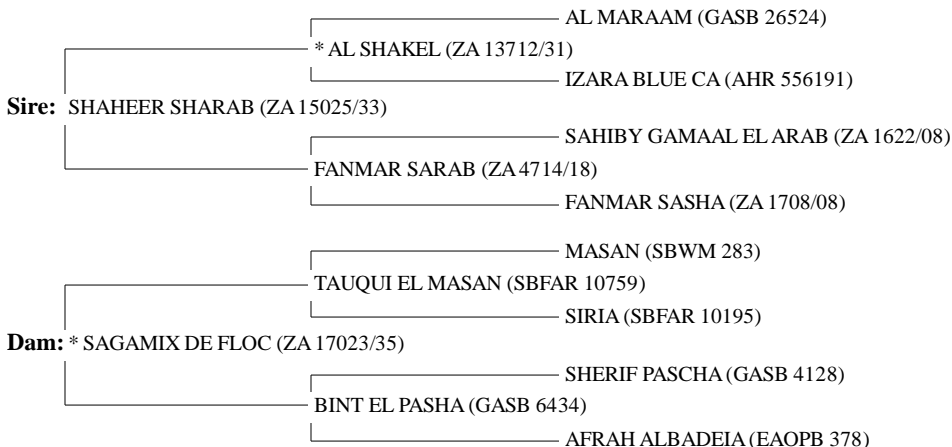 AL MARAAM (GASB 26524)
* AL SHAKEL (ZA 13712/31)
IZARA BLUE CA (AHR 556191)
Sire: SHAHEER SHARAB (ZA 15025/33)
SAHIBY GAMAAL EL ARAB (ZA 1622/08)
FANMAR SARAB (ZA 4714/18)
FANMAR SASHA (ZA 1708/08)
MASAN (SBWM 283)
TAUQUI EL MASAN (SBFAR 10759)
SIRIA (SBFAR 10195)
Dam: * SAGAMIX DE FLOC (ZA 17023/35)
SHERIF PASCHA (GASB 4128)
BINT EL PASHA (GASB 6434)
AFRAH ALBADEIA (EAOPB 378)